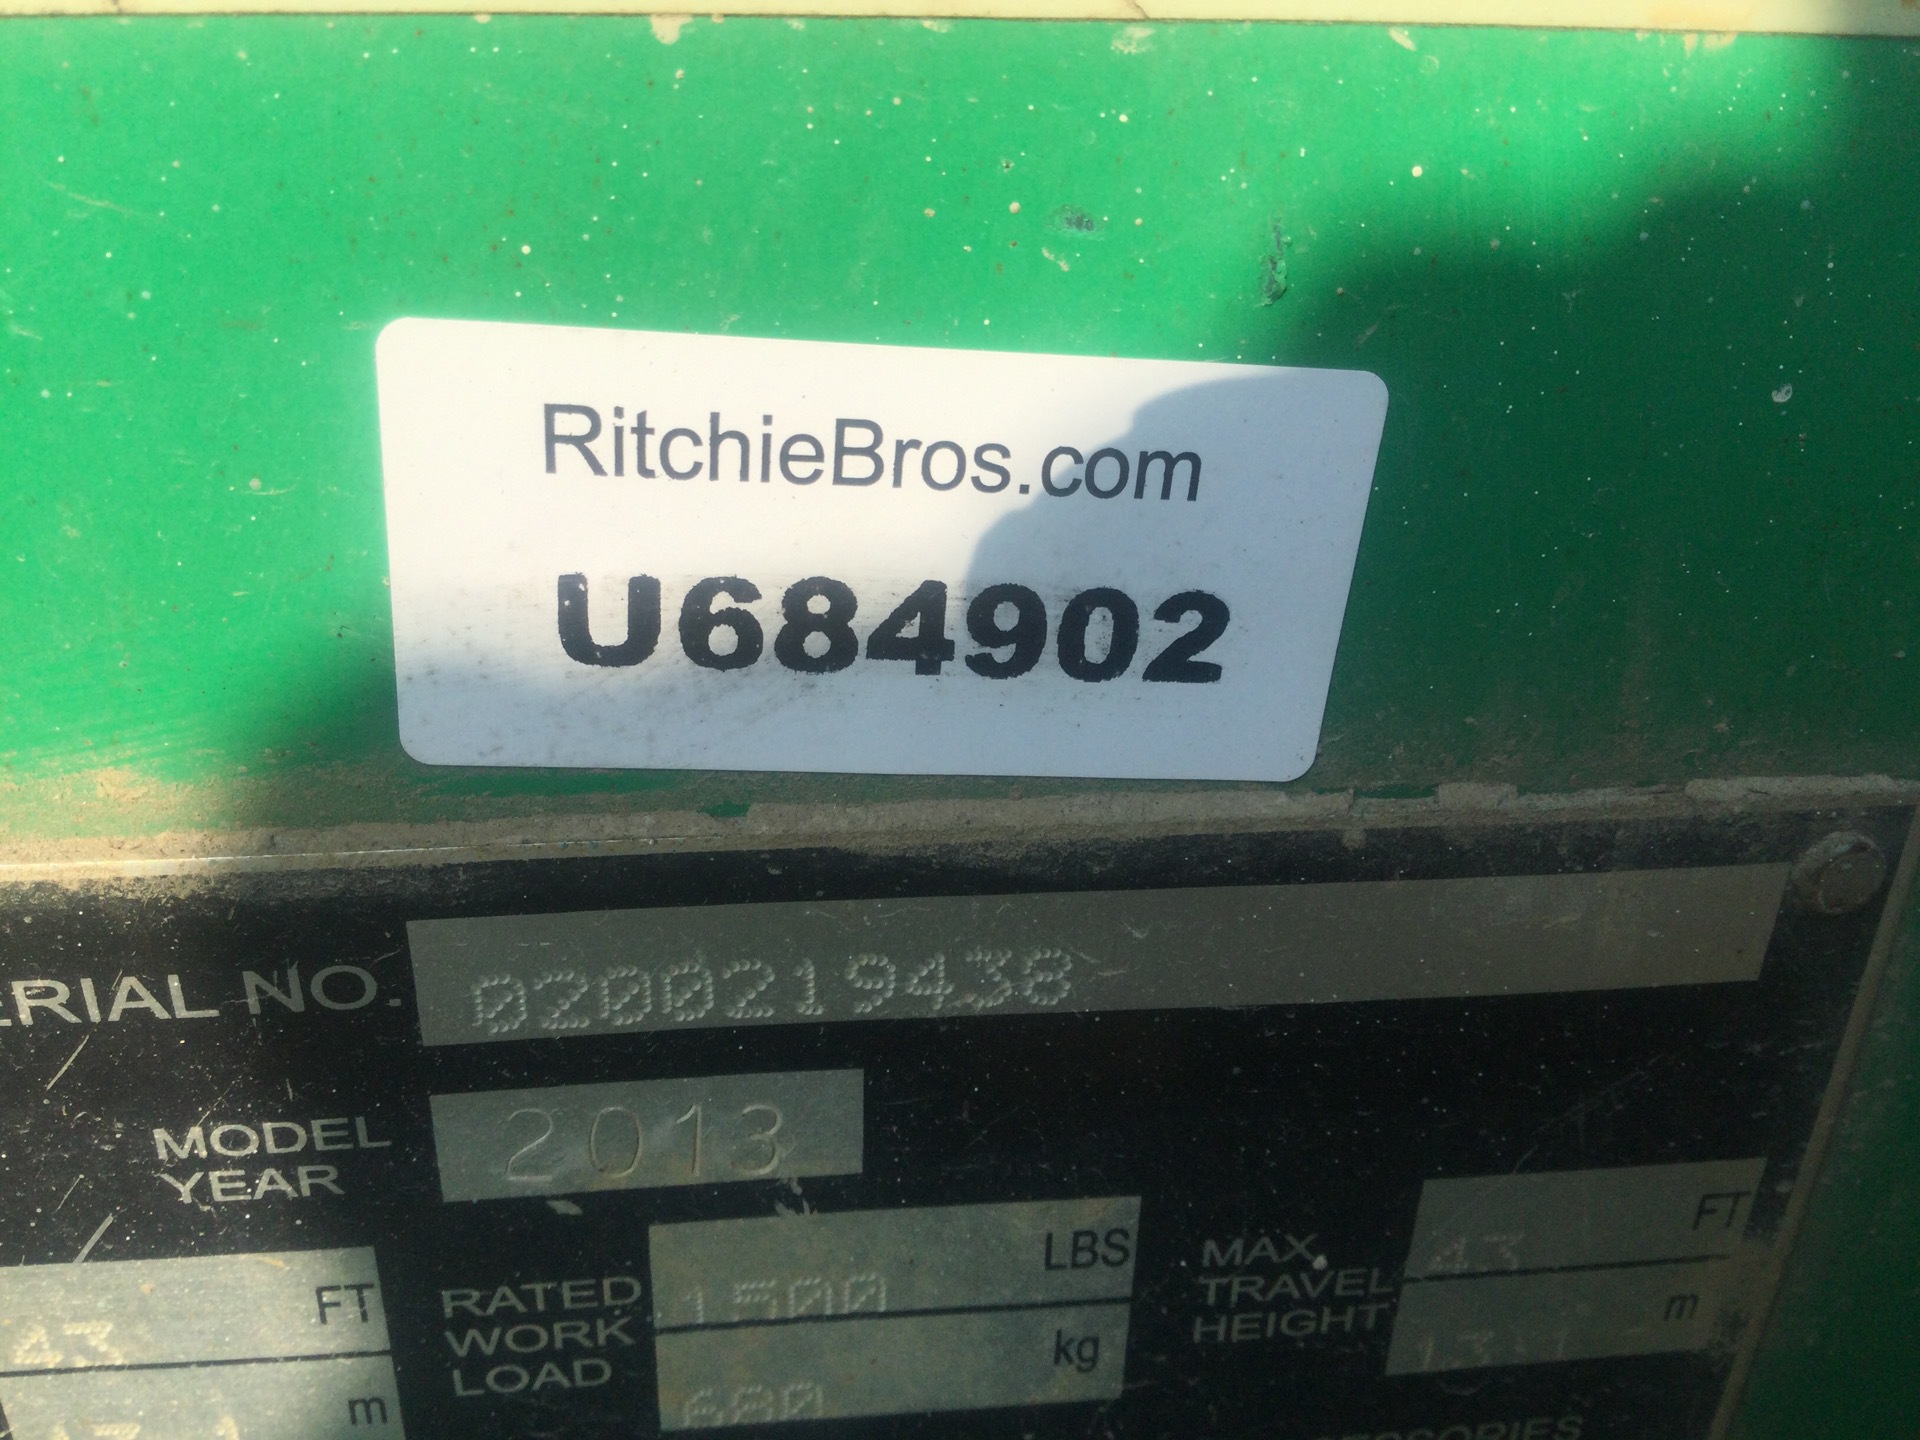 RitchieBros.com
U684902
ERIAL NO. 0200219438
MODEL YEAR 2013
43 FT
m
RATED WORK LOAD 1500 LBS
680 kg
MAX TRAVEL HEIGHT 43 FT
m